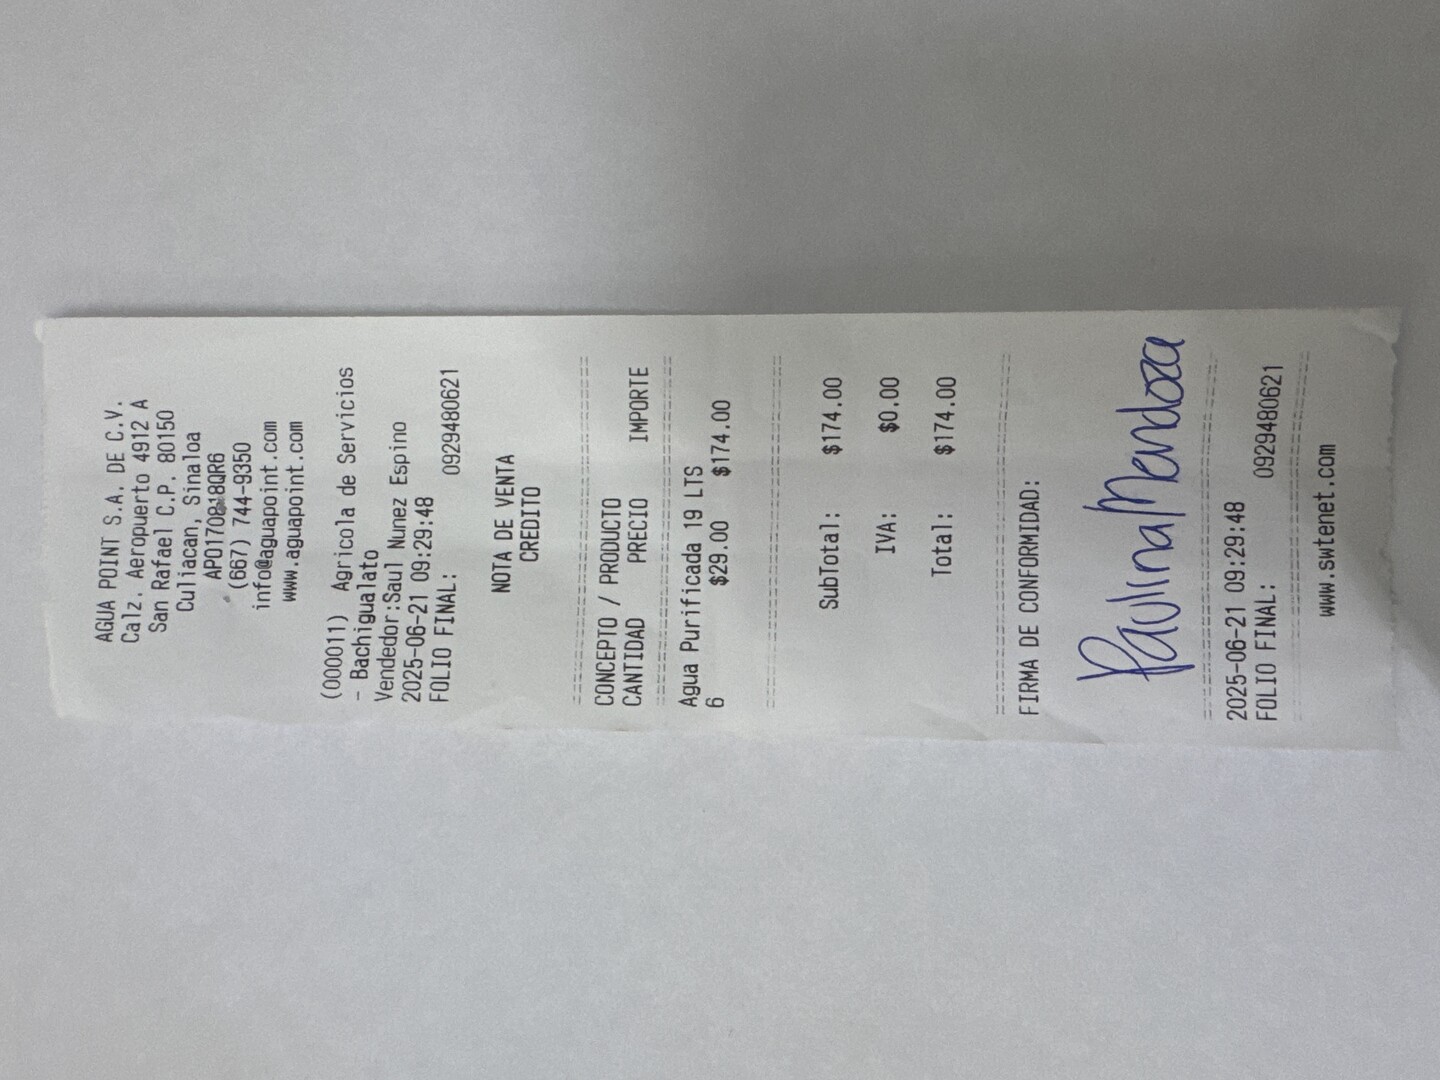 AGUA POINT S.A. DE C.V.
Calz. Aeropuerto 4912 A
San Rafael C.P. 80150
Culiacan, Sinaloa
APO170818QR6
(667) 744-9350
info@aguapoint.com
www.aguapoint.com
(000011) Agricola de Servicios
- Bachigualato
Vendedor:Saul Nunez Espino
2025-06-21 09:29:48
FOLIO FINAL: 0929480621
NOTA DE VENTA
CREDITO
CONCEPTO / PRODUCTO
CANTIDAD PRECIO IMPORTE
Agua Purificada 19 LTS
6 $29.00 $174.00
SubTotal: $174.00
IVA: $0.00
Total: $174.00
FIRMA DE CONFORMIDAD:
Paulina Mendoza
2025-06-21 09:29:48
FOLIO FINAL: 0929480621
www.swtenet.com